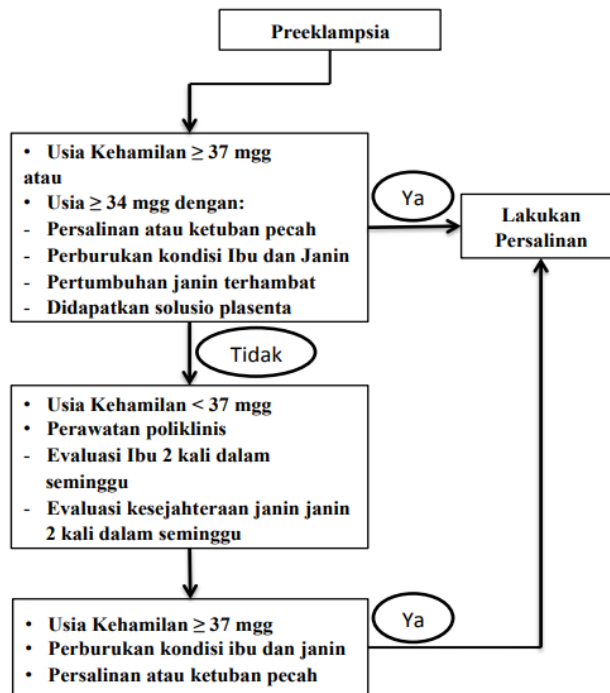 Preeklampsia
• Usia Kehamilan ≥ 37 mgg
atau
• Usia ≥ 34 mgg dengan:
- Persalinan atau ketuban pecah
- Perburukan kondisi Ibu dan Janin
- Pertumbuhan janin terhambat
- Didapatkan solusio plasenta
Ya
Lakukan
Persalinan
Tidak
• Usia Kehamilan < 37 mgg
• Perawatan poliklinis
- Evaluasi Ibu 2 kali dalam
seminggu
- Evaluasi kesejahteraan janin janin
2 kali dalam seminggu
• Usia Kehamilan ≥ 37 mgg
• Perburukan kondisi ibu dan janin
• Persalinan atau ketuban pecah
Ya